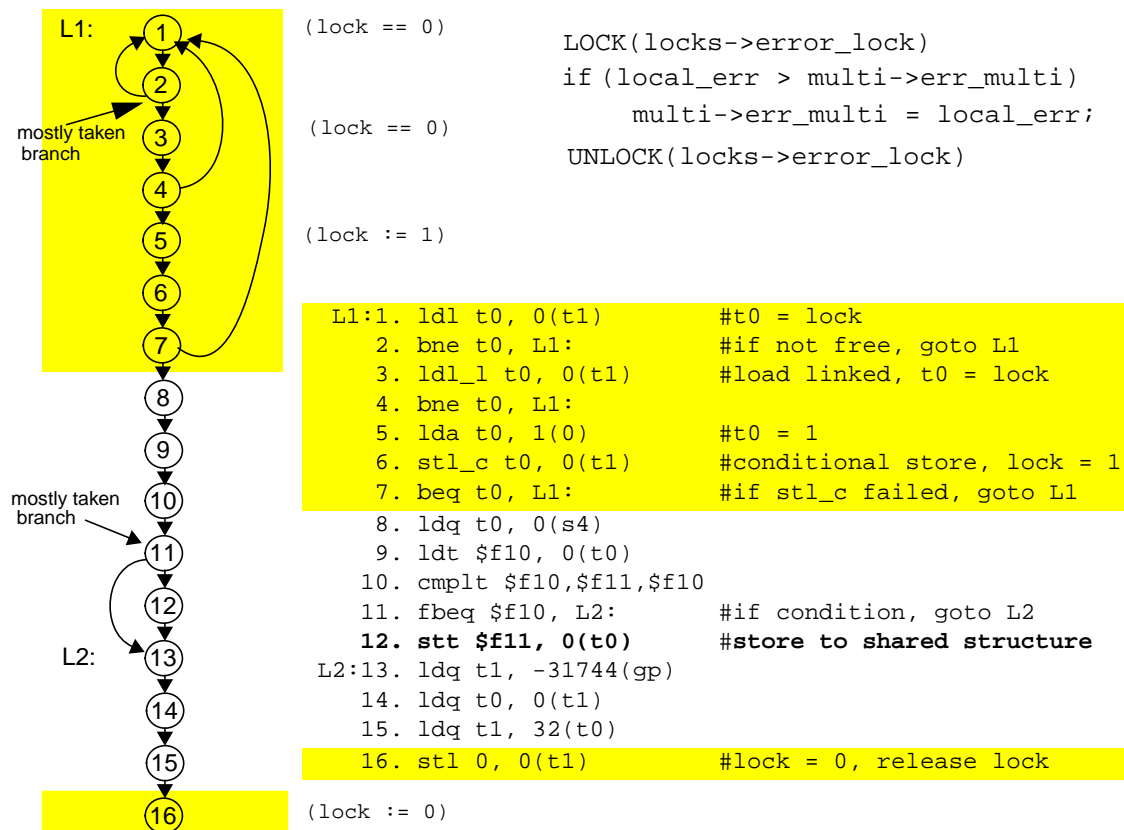 L1:
1
(lock == 0)
LOCK(locks->error_lock)
if (local_err > multi->err_multi)
multi->err_multi = local_err;
UNLOCK(locks->error_lock)
2
mostly taken
branch
3
(lock == 0)
4
5
(lock := 1)
6
7
8
9
mostly taken
branch
10
11
12
L2:
13
14
15
16
(lock := 0)
L1:1. ldl t0, 0(t1) #t0 = lock
2. bne t0, L1: #if not free, goto L1
3. ldl_l t0, 0(t1) #load linked, t0 = lock
4. bne t0, L1:
5. lda t0, 1(0) #t0 = 1
6. stl_c t0, 0(t1) #conditional store, lock = 1
7. beq t0, L1: #if stl_c failed, goto L1
8. ldq t0, 0(s4)
9. ldt $f10, 0(t0)
10. cmplt $f10,$f11,$f10
11. fbeq $f10, L2: #if condition, goto L2
12. stt $f11, 0(t0) #store to shared structure
L2:13. ldq t1, -31744(gp)
14. ldq t0, 0(t1)
15. ldq t1, 32(t0)
16. stl 0, 0(t1) #lock = 0, release lock